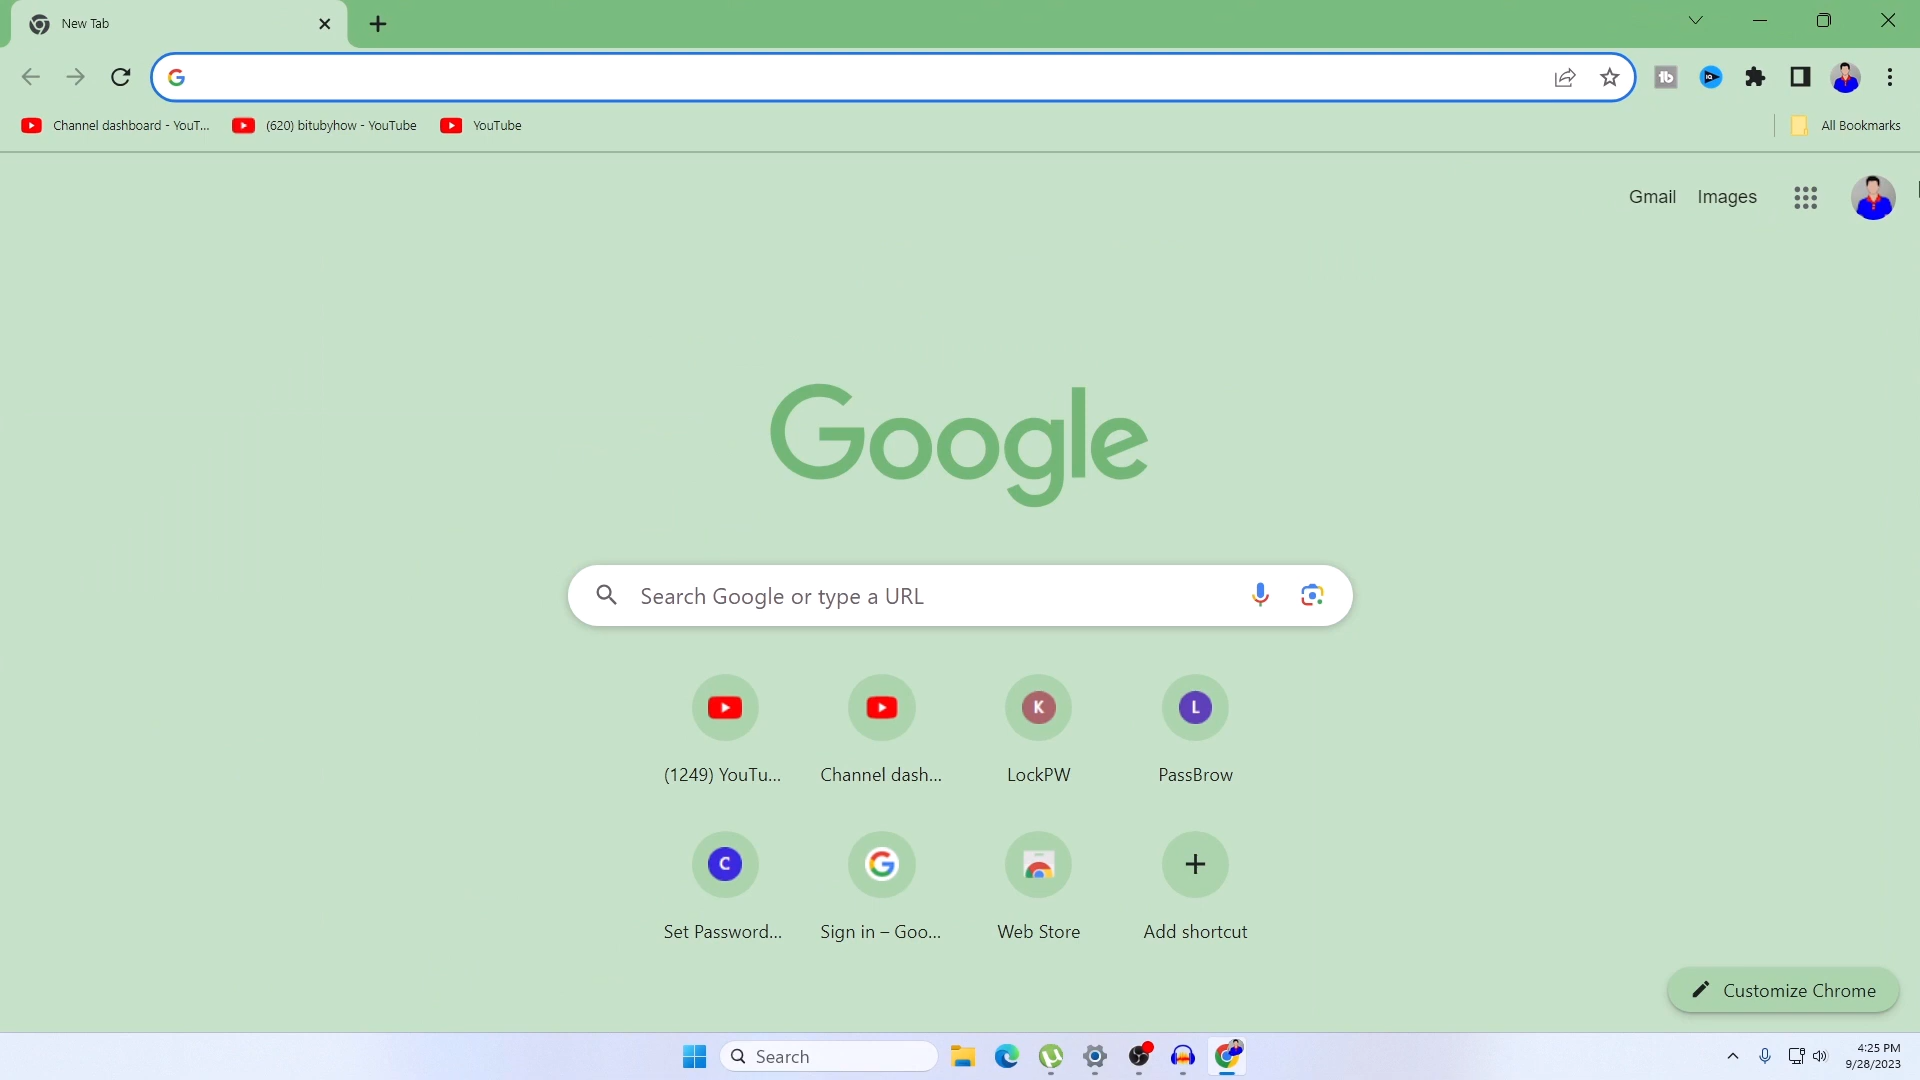 New Tab
Channel dashboard - YouT...
(620) bitubyhow - YouTube
YouTube
All Bookmarks
Gmail
Images
Google
Search Google or type a URL
(1249) YouTu...
Channel dash...
K
LockPW
L
PassBrow
C
Set Password...
Sign in – Goo...
Web Store
Add shortcut
Customize Chrome
Search
4:25 PM
9/28/2023